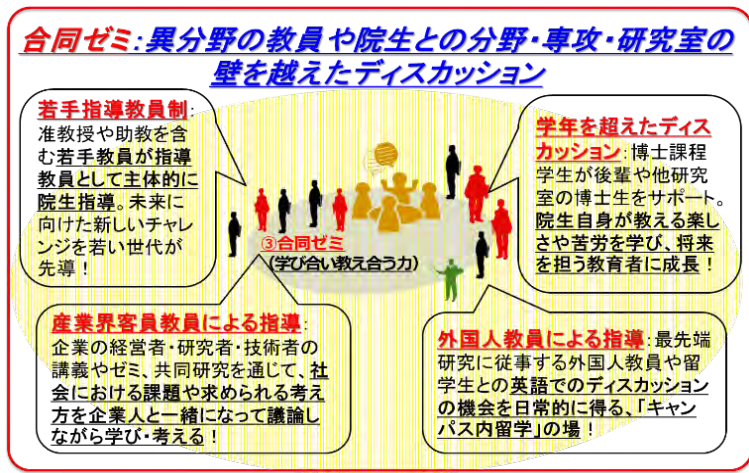 合同ゼミ：異分野の教員や院生との分野・専攻・研究室の
壁を越えたディスカッション
若手指導教員制：
准教授や助教を含
む若手教員が指導
教員として主体的に
院生指導。未来に
向けた新しいチャレ
ンジを若い世代が
先導！
学年を超えたディス
カッション：博士課程
学生が後輩や他研究
室の博士生をサポート。
院生自身が教える楽し
さや苦労を学び、将来
を担う教育者に成長！
③合同ゼミ
（学び合い教え合う力）
産業界客員教員による指導：
企業の経営者・研究者・技術者の
講義やゼミ、共同研究を通じて、社
会における課題や求められる考え
方を企業人と一緒になって議論し
ながら学び・考える！
外国人教員による指導：最先端
研究に従事する外国人教員や留
学生との英語でのディスカッション
の機会を日常的に得る、「キャン
パス内留学」の場！